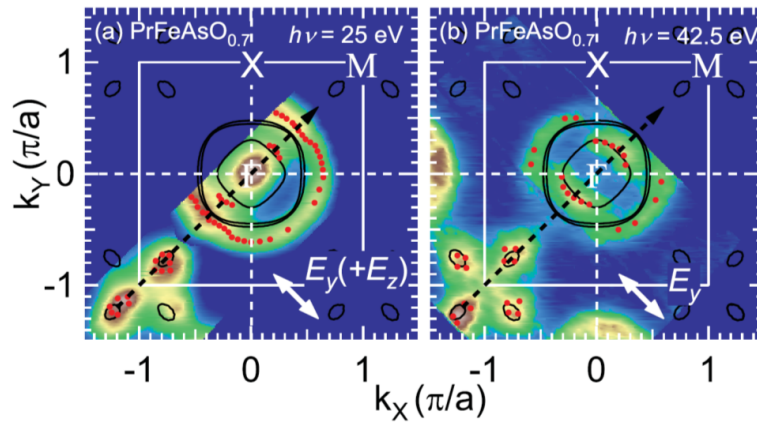 (a) PrFeAsO0.7 hν = 25 eV
X M
Γ
Ey(+Ez)
1
0
-1
kY (π/a)
-1 0 1
(b) PrFeAsO0.7 hν = 42.5 eV
X M
Γ
Ey
-1 0 1
kX (π/a)